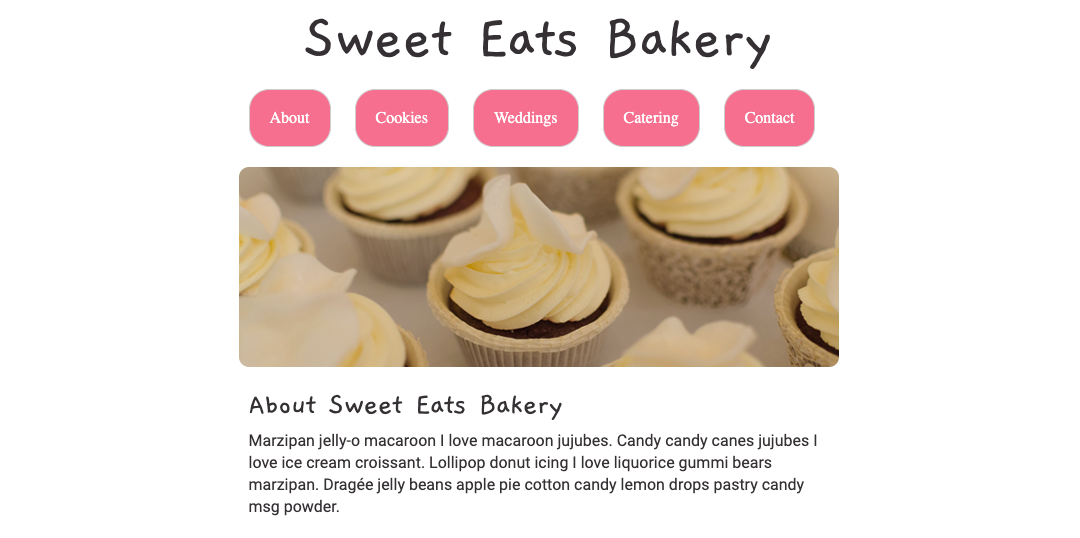 Sweet Eats Bakery
About Cookies Weddings Catering Contact
About Sweet Eats Bakery
Marzipan jelly-o macaroon I love macaroon jujubes. Candy candy canes jujubes I
love ice cream croissant. Lollipop donut icing I love liquorice gummi bears
marzipan. Dragée jelly beans apple pie cotton candy lemon drops pastry candy
msg powder.